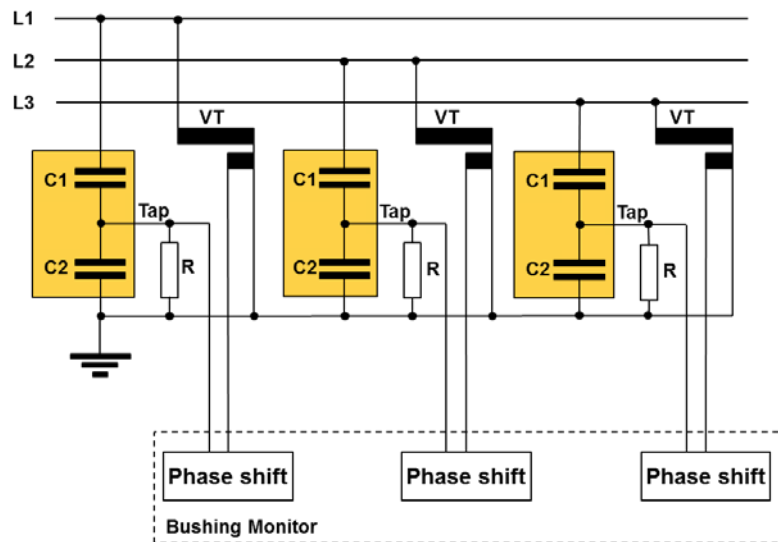 L1
L2
L3
VT
VT
VT
C1
C1
C1
Tap
Tap
Tap
C2
R
C2
R
C2
R
Phase shift
Phase shift
Phase shift
Bushing Monitor